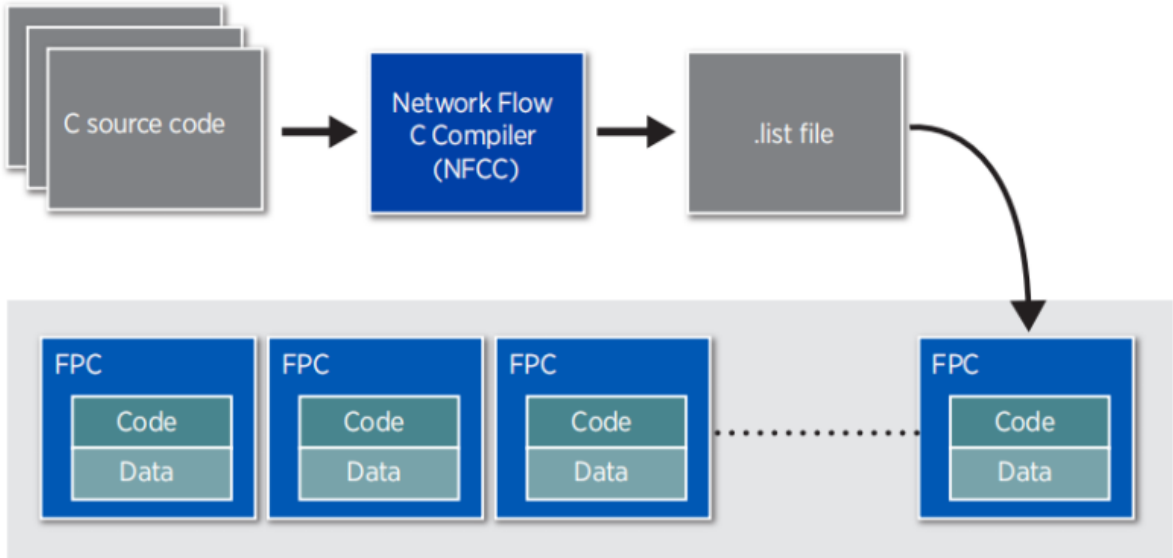 C source code
Network Flow
C Compiler
(NFCC)
.list file
FPC
Code
Data
FPC
Code
Data
FPC
Code
Data
FPC
Code
Data